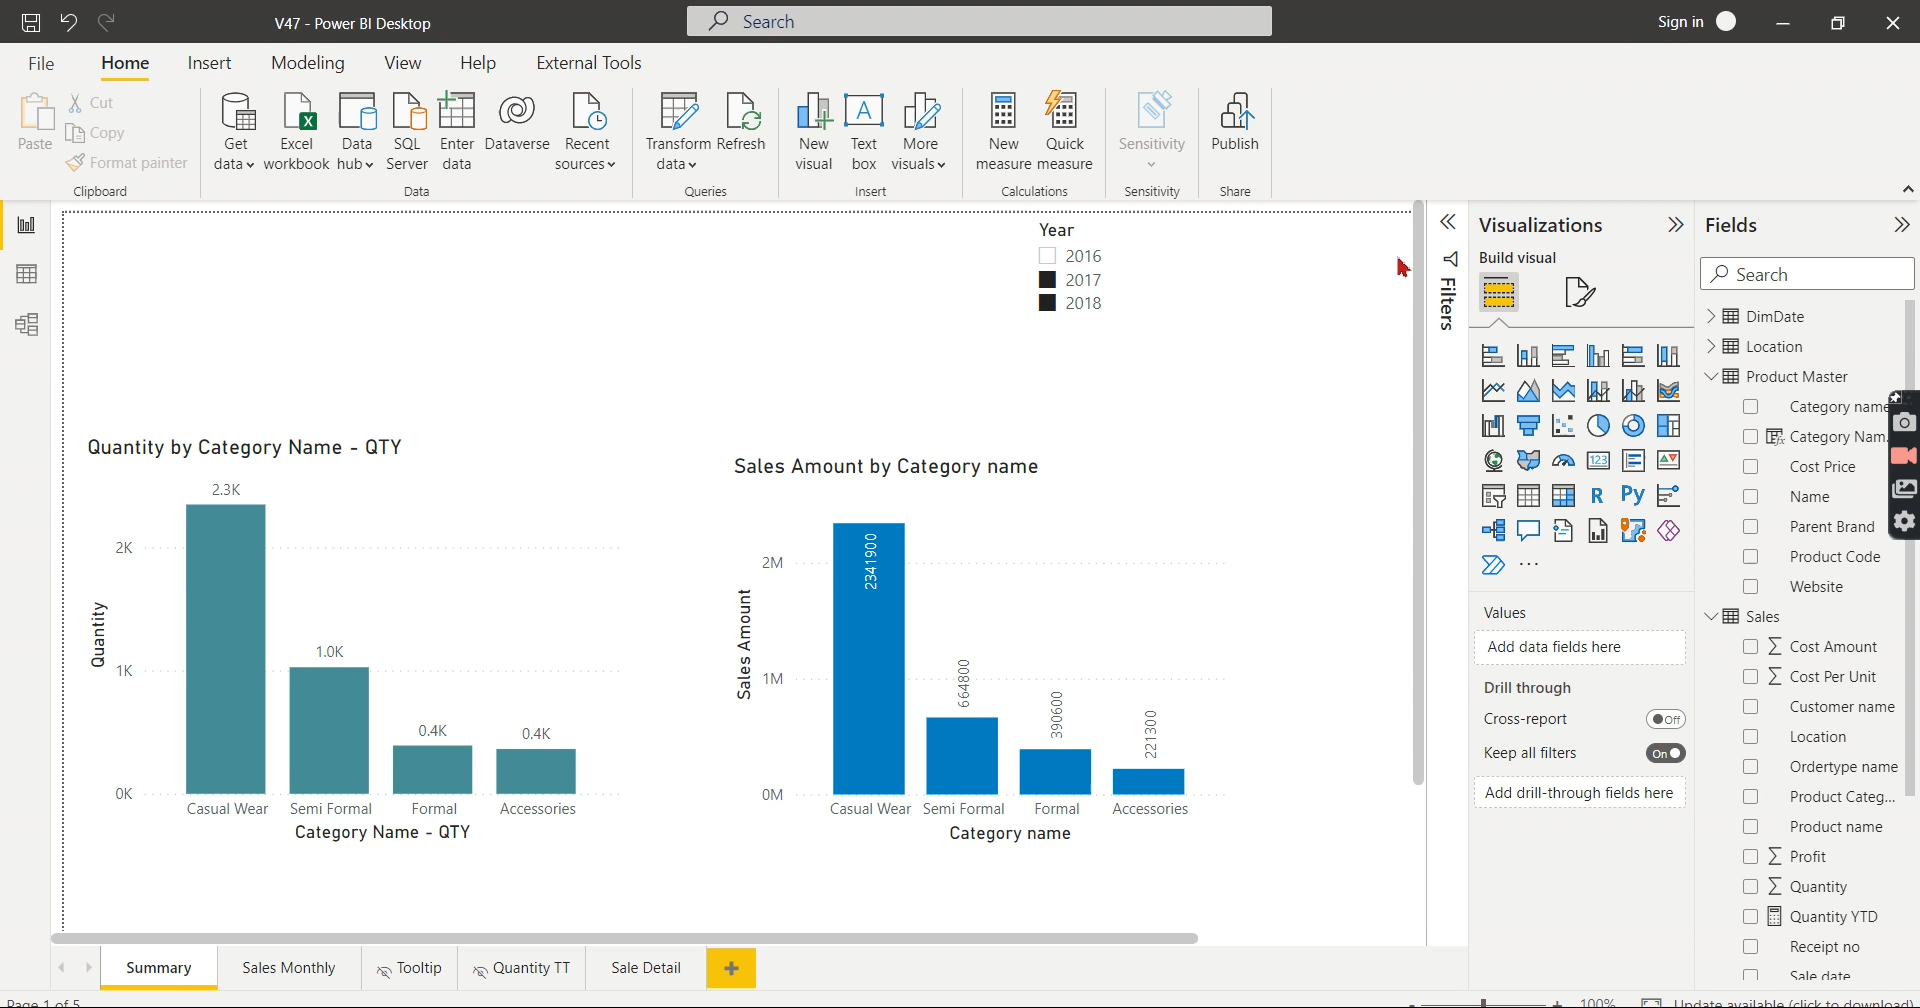 V47 - Power BI Desktop
Search
Sign in
File Home Insert Modeling View Help External Tools
Paste
Cut
Copy
Format painter
Clipboard
Get data
Excel workbook
Data hub
SQL Server
Enter data
Dataverse
Recent sources
Data
Transform data
Refresh
Queries
New visual
Text box
More visuals
Insert
New measure
Quick measure
Calculations
Sensitivity
Sensitivity
Publish
Share
Year
2016
2017
2018
Quantity by Category Name - QTY
2.3K
1.0K
0.4K
0.4K
2K
1K
0K
Quantity
Casual Wear Semi Formal Formal Accessories
Category Name - QTY
Sales Amount by Category name
2341900
664800
390600
221300
2M
1M
0M
Sales Amount
Casual Wear Semi Formal Formal Accessories
Category name
Filters
Visualizations
Build visual
123
R
Py
...
Values
Add data fields here
Drill through
Cross-report Off
Keep all filters On
Add drill-through fields here
Fields
Search
DimDate
Location
Product Master
Category name
Category Nam...
Cost Price
Name
Parent Brand
Product Code
Website
Sales
Cost Amount
Cost Per Unit
Customer name
Location
Ordertype name
Product Categ...
Product name
Profit
Quantity
Quantity YTD
Receipt no
Sale date
Summary Sales Monthly Tooltip Quantity TT Sale Detail +
Page 1 of 5
- + 100%
Update available (click to download)